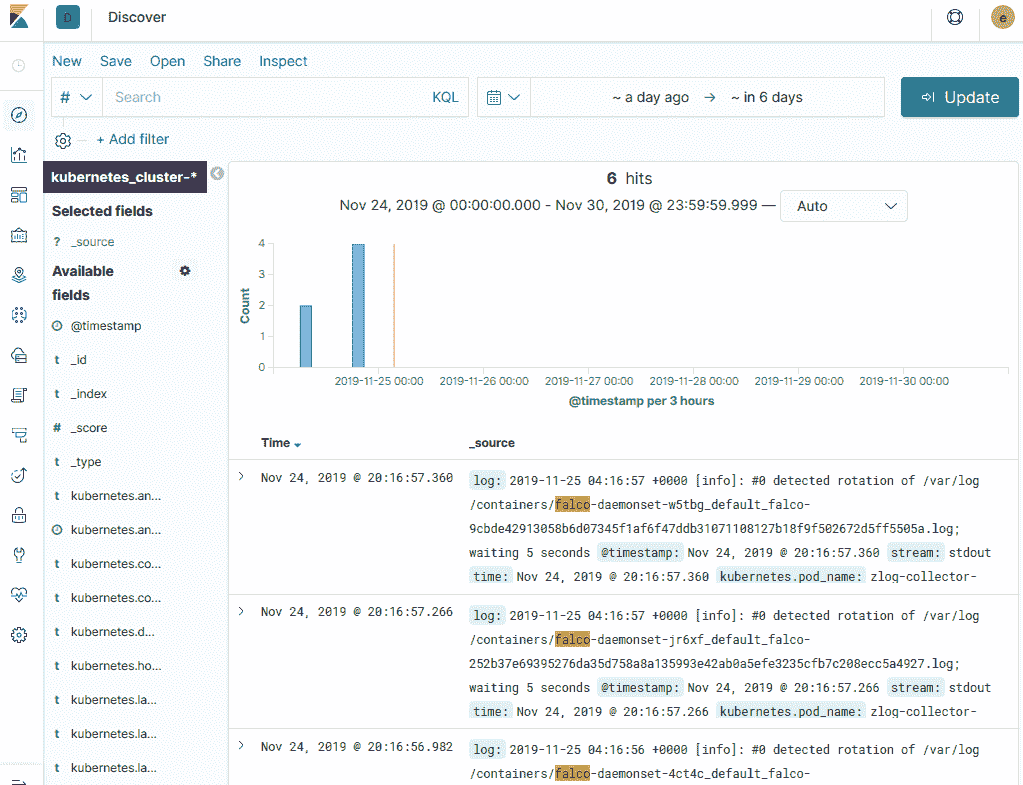 D Discover e
New Save Open Share Inspect
# Search KQL ~ a day ago → ~ in 6 days Update
+ Add filter
kubernetes_cluster-*
6 hits
Nov 24, 2019 @ 00:00:00.000 - Nov 30, 2019 @ 23:59:59.999 — Auto
Selected fields
? _source
Available
fields
@timestamp
t _id
t _index
# _score
t _type
t kubernetes.an...
kubernetes.an...
t kubernetes.co...
t kubernetes.co...
t kubernetes.d...
t kubernetes.ho...
t kubernetes.la...
t kubernetes.la...
t kubernetes.la...
Count
4
3
2
1
0
2019-11-25 00:00 2019-11-26 00:00 2019-11-27 00:00 2019-11-28 00:00 2019-11-29 00:00 2019-11-30 00:00
@timestamp per 3 hours
Time _source
Nov 24, 2019 @ 20:16:57.360 log: 2019-11-25 04:16:57 +0000 [info]: #0 detected rotation of /var/log
/containers/falco-daemonset-w5tbg_default_falco-
9cbde42913058b6d07345f1af6f47ddb31071108127b18f9f502672d5ff5505a.log;
waiting 5 seconds @timestamp: Nov 24, 2019 @ 20:16:57.360 stream: stdout
time: Nov 24, 2019 @ 20:16:57.360 kubernetes.pod_name: zlog-collector-
Nov 24, 2019 @ 20:16:57.266 log: 2019-11-25 04:16:57 +0000 [info]: #0 detected rotation of /var/log
/containers/falco-daemonset-jr6xf_default_falco-
252b37e69395276da35d758a8a135993e42ab0a5efe3235cfb7c208ecc5a4927.log;
waiting 5 seconds @timestamp: Nov 24, 2019 @ 20:16:57.266 stream: stdout
time: Nov 24, 2019 @ 20:16:57.266 kubernetes.pod_name: zlog-collector-
Nov 24, 2019 @ 20:16:56.982 log: 2019-11-25 04:16:56 +0000 [info]: #0 detected rotation of /var/log
/containers/falco-daemonset-4ct4c_default_falco-